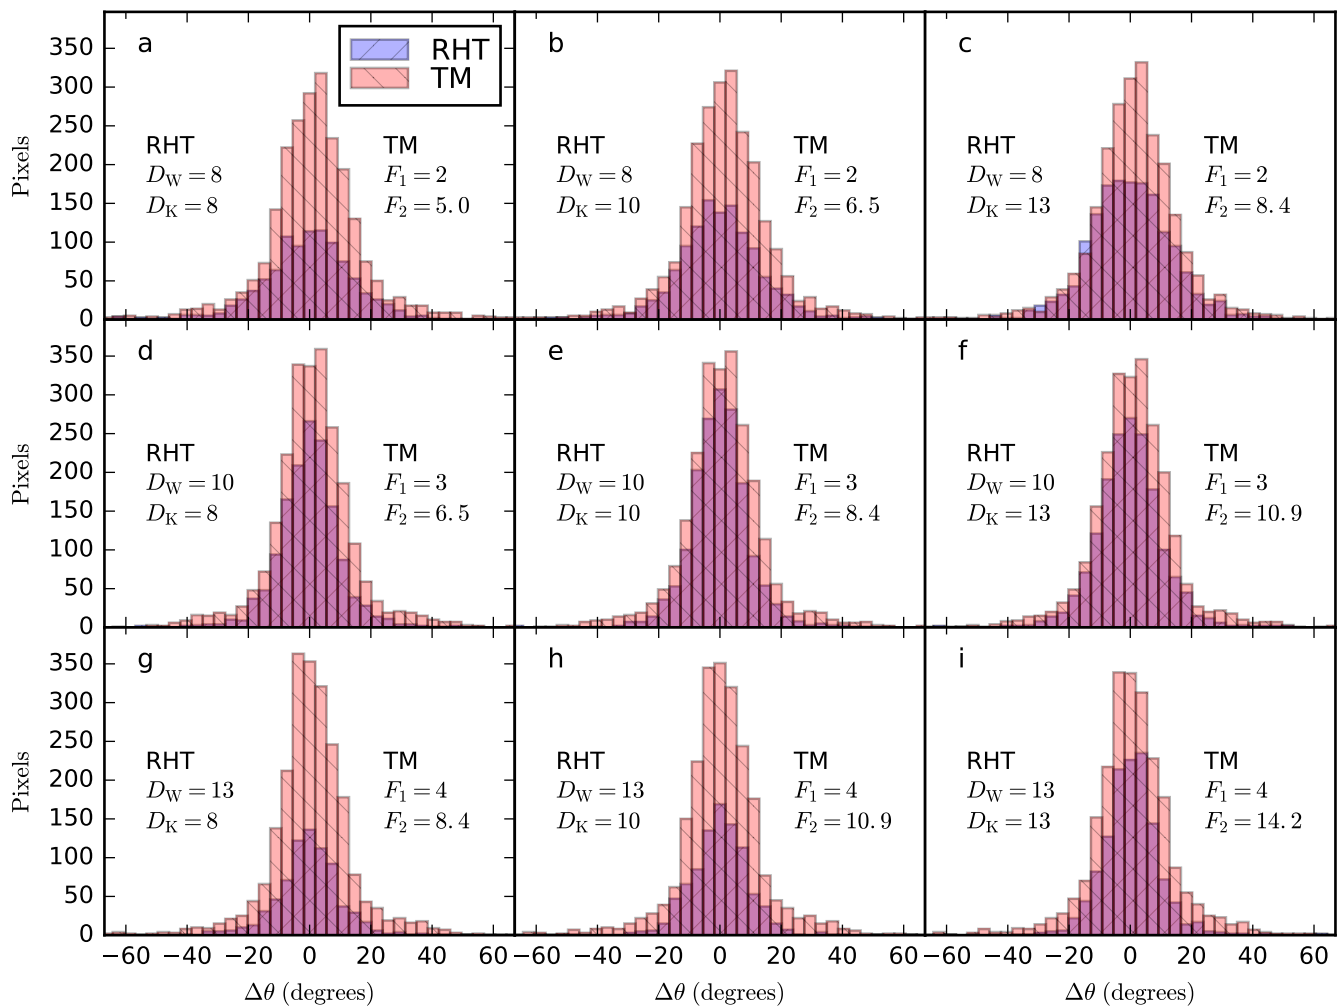 a
RHT
TM
b
c
350
300
250
200
150
100
50
0
Pixels
RHT
D_W = 8
D_K = 8
TM
F_1 = 2
F_2 = 5.0
RHT
D_W = 8
D_K = 10
TM
F_1 = 2
F_2 = 6.5
RHT
D_W = 8
D_K = 13
TM
F_1 = 2
F_2 = 8.4
d
e
f
350
300
250
200
150
100
50
0
Pixels
RHT
D_W = 10
D_K = 8
TM
F_1 = 3
F_2 = 6.5
RHT
D_W = 10
D_K = 10
TM
F_1 = 3
F_2 = 8.4
RHT
D_W = 10
D_K = 13
TM
F_1 = 3
F_2 = 10.9
g
h
i
350
300
250
200
150
100
50
0
Pixels
RHT
D_W = 13
D_K = 8
TM
F_1 = 4
F_2 = 8.4
RHT
D_W = 13
D_K = 10
TM
F_1 = 4
F_2 = 10.9
RHT
D_W = 13
D_K = 13
TM
F_1 = 4
F_2 = 14.2
−60 −40 −20 0 20 40 60
−60 −40 −20 0 20 40 60
−60 −40 −20 0 20 40 60
Δθ (degrees)
Δθ (degrees)
Δθ (degrees)